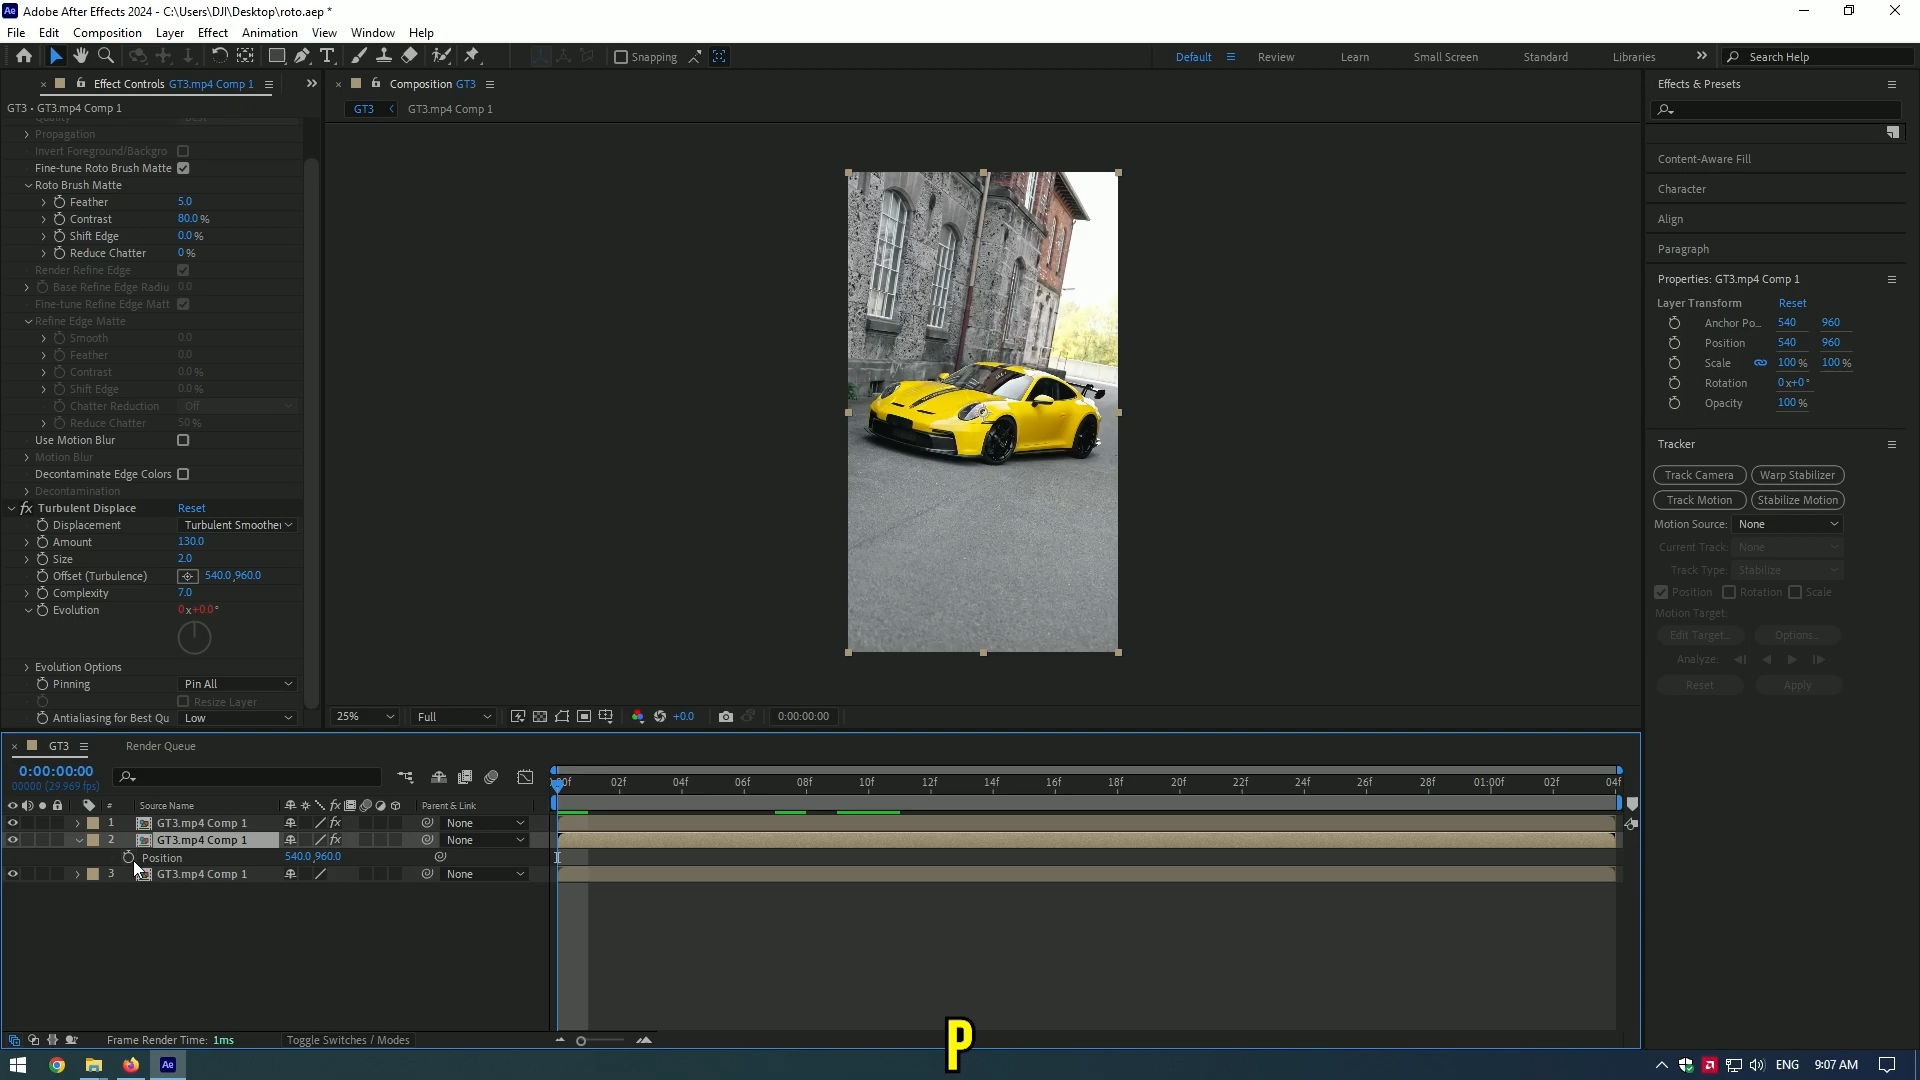 Adobe After Effects 2024 - C:\Users\DJI\Desktop\roto.aep *
File Edit Composition Layer Effect Animation View Window Help
Snapping Default Review Learn Small Screen Standard Libraries Search Help
Effect Controls GT3.mp4 Comp 1
GT3 • GT3.mp4 Comp 1
Propagation
Invert Foreground/Backgro
Fine-tune Roto Brush Matte
Roto Brush Matte
Feather 5.0
Contrast 80.0 %
Shift Edge 0.0 %
Reduce Chatter 0 %
Render Refine Edge
Base Refine Edge Radiu 0.0
Fine-tune Refine Edge Matt
Refine Edge Matte
Smooth 0.0
Feather 0.0
Contrast 0.0 %
Shift Edge 0.0 %
Chatter Reduction Off
Reduce Chatter 50 %
Use Motion Blur
Motion Blur
Decontaminate Edge Colors
Decontamination
fx Turbulent Displace Reset
Displacement Turbulent Smoother
Amount 130.0
Size 2.0
Offset (Turbulence) 540.0,960.0
Complexity 7.0
Evolution 0x+0.0°
Evolution Options
Pinning Pin All
Resize Layer
Antialiasing for Best Qu Low
Composition GT3
GT3 GT3.mp4 Comp 1
25% Full +0.0 0:00:00:00
Effects & Presets
Content-Aware Fill
Character
Align
Paragraph
Properties: GT3.mp4 Comp 1
Layer Transform Reset
Anchor Po... 540 960
Position 540 960
Scale 100 % 100 %
Rotation 0x+0°
Opacity 100 %
Tracker
Track Camera Warp Stabilizer
Track Motion Stabilize Motion
Motion Source: None
Current Track: None
Track Type: Stabilize
Position Rotation Scale
Motion Target:
Edit Target... Options...
Analyze:
Reset Apply
GT3 Render Queue
0:00:00:00
00000 (29.969 fps)
:00f 02f 04f 06f 08f 10f 12f 14f 16f 18f 20f 22f 24f 26f 28f 01:00f 02f 04f
# Source Name fx Parent & Link
1 GT3.mp4 Comp 1 fx None
2 GT3.mp4 Comp 1 fx None
Position 540.0,960.0
3 GT3.mp4 Comp 1 None
P
Frame Render Time: 1ms Toggle Switches / Modes
Ae ENG 9:07 AM